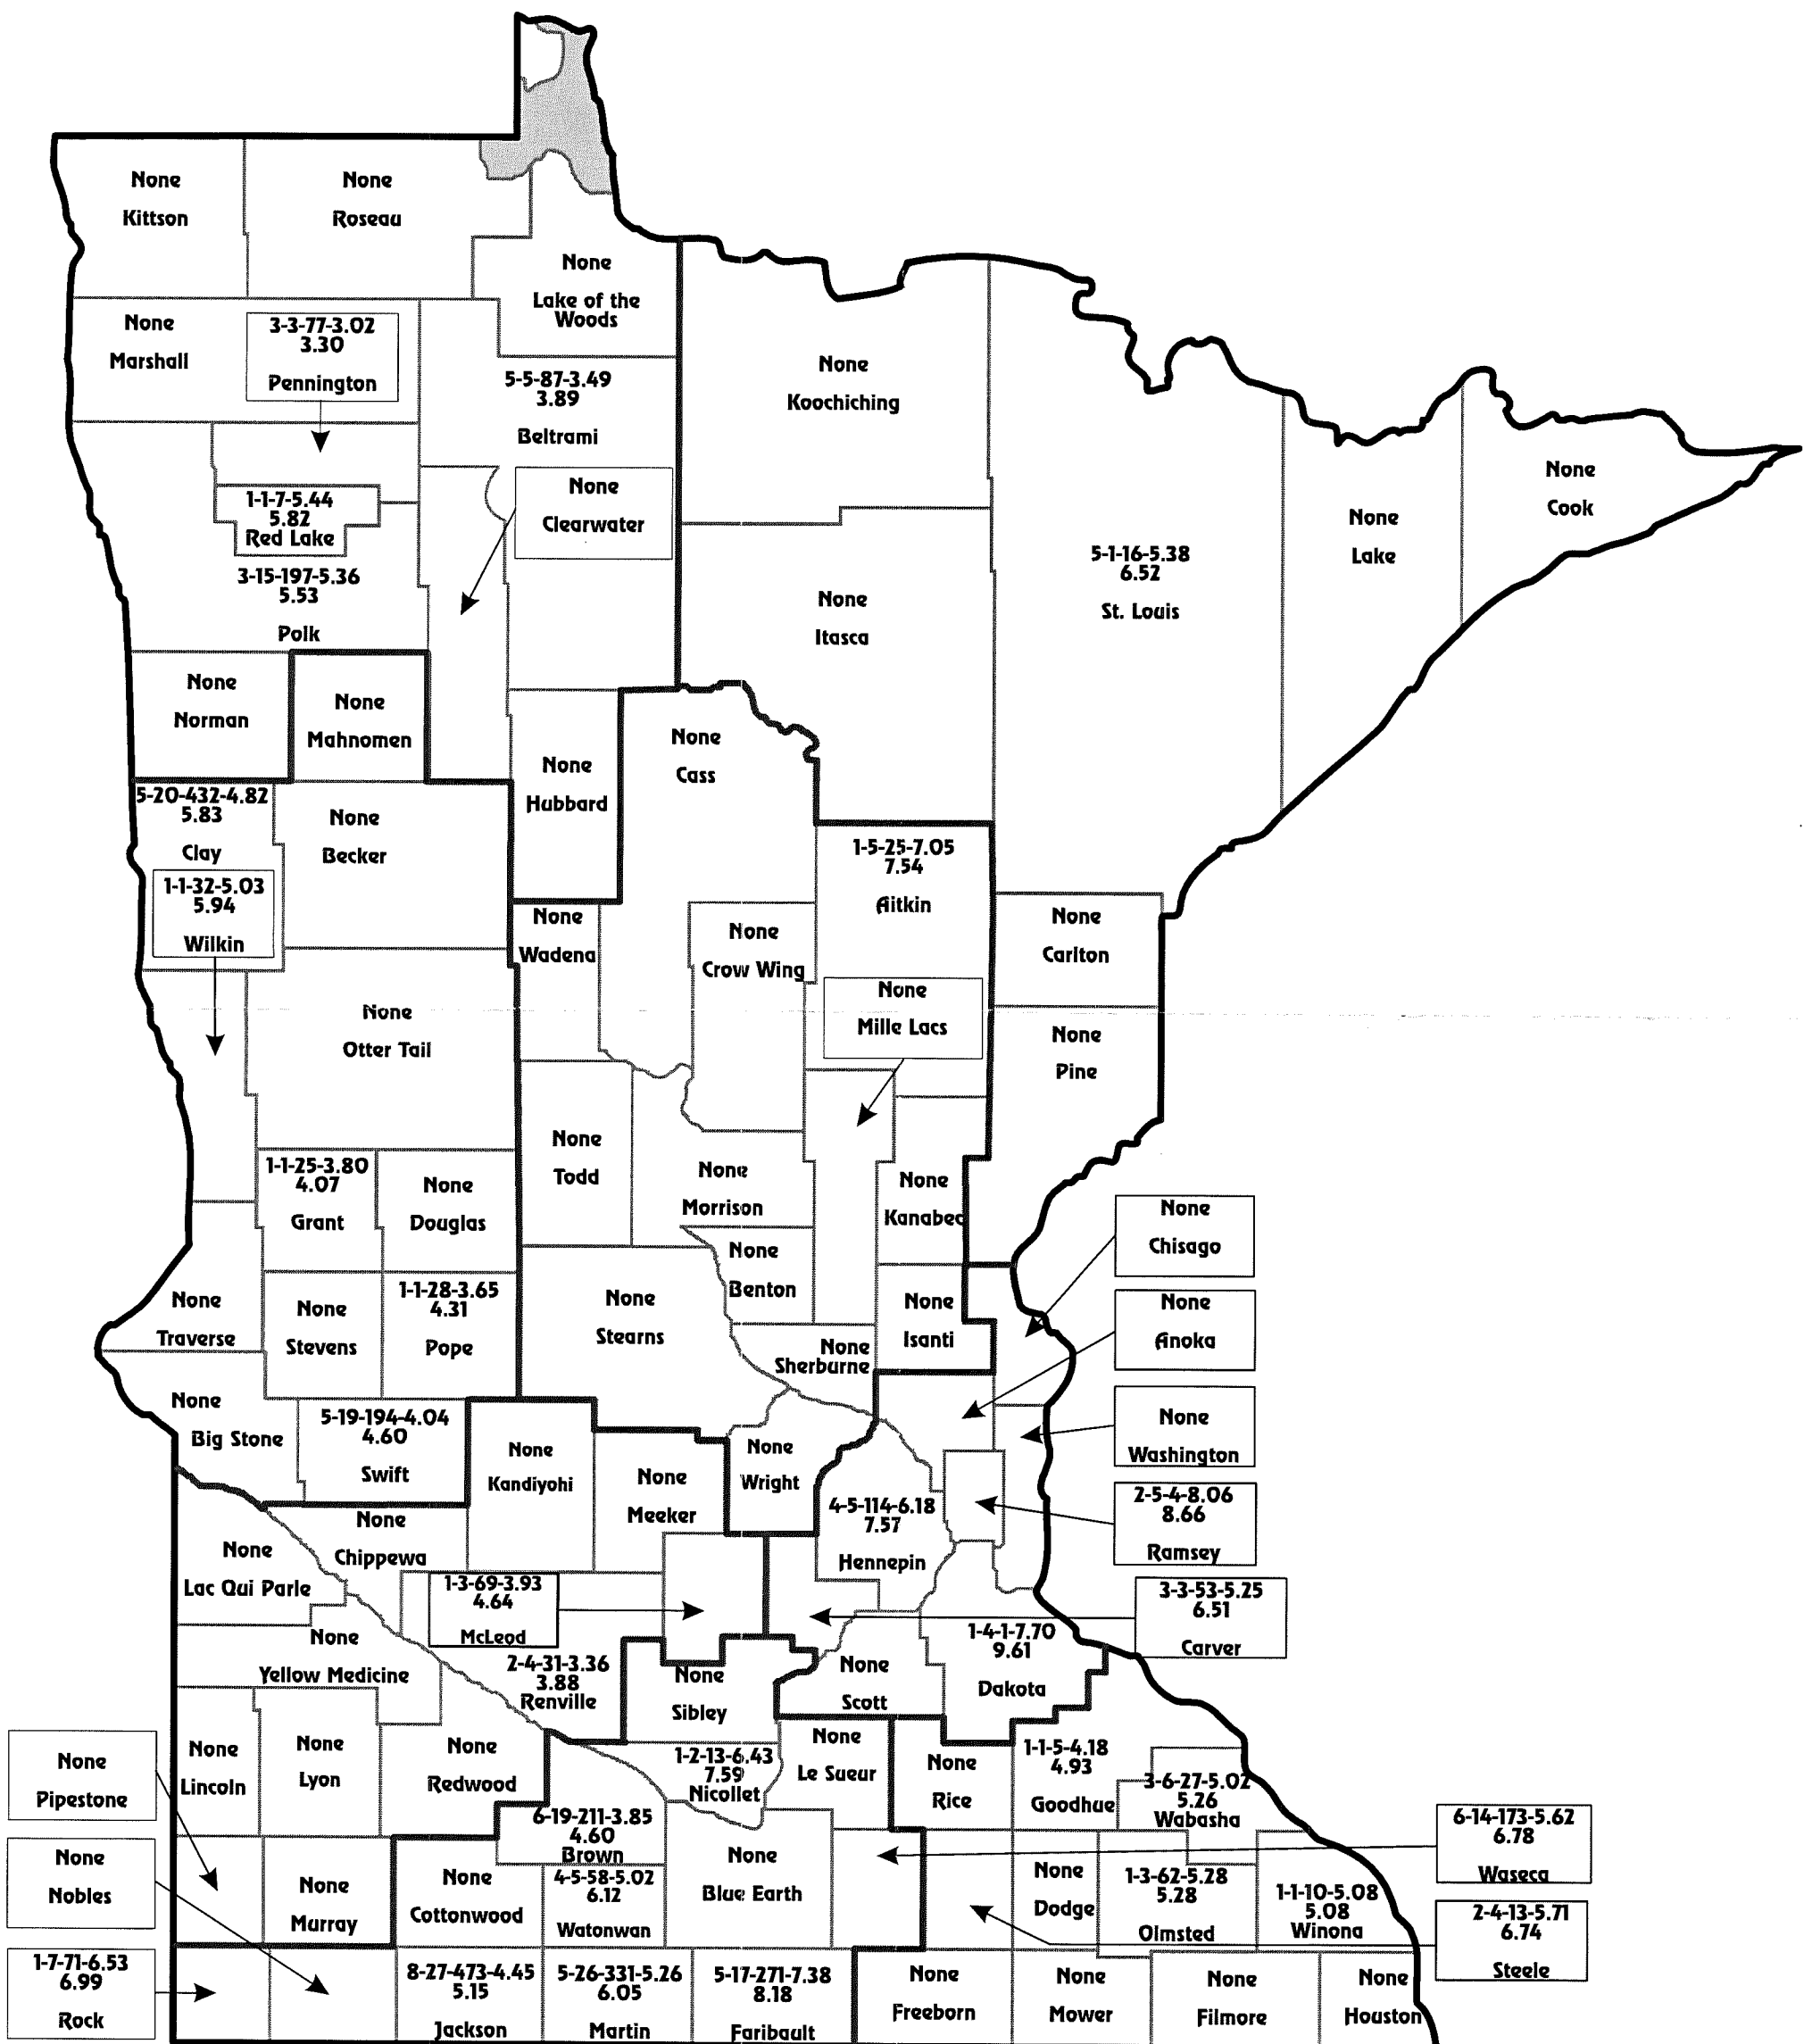 None
Kittson
None
Roseau
None
Lake of the
Woods
None
Marshall
3-3-77-3.02
3.30
Pennington
5-5-87-3.49
3.89
Beltrami
None
Koochiching
None
Cook
None
Lake
5-1-16-5.38
6.52
St. Louis
1-1-7-5.44
5.82
Red Lake
None
Clearwater
3-15-197-5.36
5.53
Polk
None
Itasca
None
Norman
None
Mahnomen
None
Hubbard
None
Cass
5-20-432-4.82
5.83
Clay
None
Becker
1-1-32-5.03
5.94
Wilkin
None
Wadena
None
Crow Wing
1-5-25-7.05
7.54
Aitkin
None
Carlton
None
Otter Tail
None
Mille Lacs
None
Pine
None
Todd
None
Morrison
None
Kanabec
1-1-25-3.80
4.07
Grant
None
Douglas
None
Benton
None
Chisago
None
Traverse
None
Stevens
1-1-28-3.65
4.31
Pope
None
Stearns
None
Sherburne
None
Isanti
None
Anoka
None
Big Stone
5-19-194-4.04
4.60
Swift
None
Kandiyohi
None
Meeker
None
Wright
None
Washington
4-5-114-6.18
7.57
Hennepin
2-5-4-8.06
8.66
Ramsey
None
Chippewa
None
Lac Qui Parle
1-3-69-3.93
4.64
McLeod
3-3-53-5.25
6.51
Carver
None
Yellow Medicine
2-4-31-3.36
3.88
Renville
None
Sibley
None
Scott
1-4-1-7.70
9.61
Dakota
None
Pipestone
None
Lincoln
None
Lyon
None
Redwood
1-2-13-6.43
7.59
Nicollet
None
Le Sueur
None
Rice
1-1-5-4.18
4.93
Goodhue
3-6-27-5.02
5.26
Wabasha
6-19-211-3.85
4.60
Brown
6-14-173-5.62
6.78
Waseca
None
Nobles
None
Murray
None
Cottonwood
4-5-58-5.02
6.12
Watonwan
None
Blue Earth
None
Dodge
1-3-62-5.28
5.28
Olmsted
1-1-10-5.08
5.08
Winona
2-4-13-5.71
6.74
Steele
1-7-71-6.53
6.99
Rock
8-27-473-4.45
5.15
Jackson
5-26-331-5.26
6.05
Martin
5-17-271-7.38
8.18
Faribault
None
Freeborn
None
Mower
None
Filmore
None
Houston